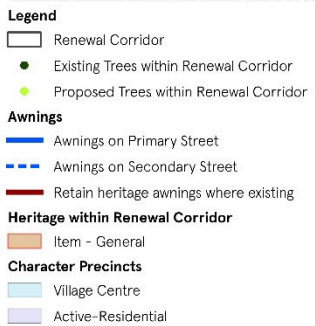 Legend
Renewal Corridor
Existing Trees within Renewal Corridor
Proposed Trees within Renewal Corridor
Awnings
Awnings on Primary Street
Awnings on Secondary Street
Retain heritage awnings where existing
Heritage within Renewal Corridor
Item - General
Character Precincts
Village Centre
Active-Residential